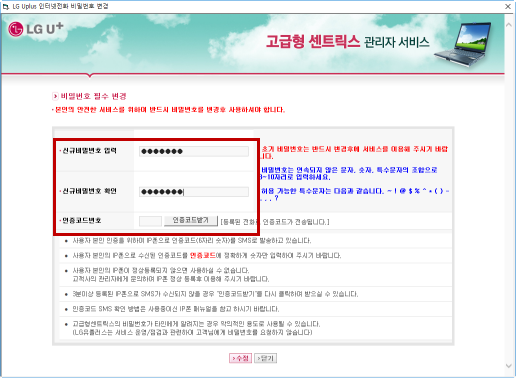 LG Uplus 인터넷전화 비밀번호 변경
LG U+
고급형 센트릭스 관리자 서비스
비밀번호 필수 변경
본인의 안전한 서비스를 위하여 반드시 비밀번호를 변경후 사용하셔야 합니다.
신규비밀번호 입력
초기 비밀번호는 반드시 변경후에 서비스를 이용해 주시기 바랍
니다.
비밀번호는 연속되지 않은 문자, 숫자, 특수문자의 조합으로
8~10자리로 입력하세요.
신규비밀번호 확인
허용 가능한 특수문자는 다음과 같습니다. ~ ! @ $ % ^ * ( ) -
인증코드번호
인증코드받기
[등록된 전화로 인증코드가 전송됩니다.]
사용자 본인 인증을 위하여 IP폰으로 인증코드(6자리 숫자)를 SMS로 발송하고 있습니다.
사용자 본인의 IP폰에 수신된 인증코드를 인증코드에 정확하게 숫자만 입력하여 주시기 바랍니다.
사용자 본인의 IP폰이 정상등록되지 않으면 사용하실 수 없습니다.
고객사의 관리자에게 문의하여 IP폰 정상 등록후 이용해 주시기 바랍니다.
3분이상 등록된 IP폰으로 SMS가 수신되지 않을 경우 "인증코드받기"를 다시 클릭하여 받으실 수 있습니다.
인증코드 SMS 확인 방법은 사용중이신 IP폰 매뉴얼을 참고 하시기 바랍니다.
고급형센트릭스의 비밀번호가 타인에게 알려지는 경우 악의적인 용도로 사용될 수 있습니다.
(LG유플러스는 서비스 운영/점검과 관련하여 고객님에게 비밀번호를 요청하지 않습니다)
수정
닫기